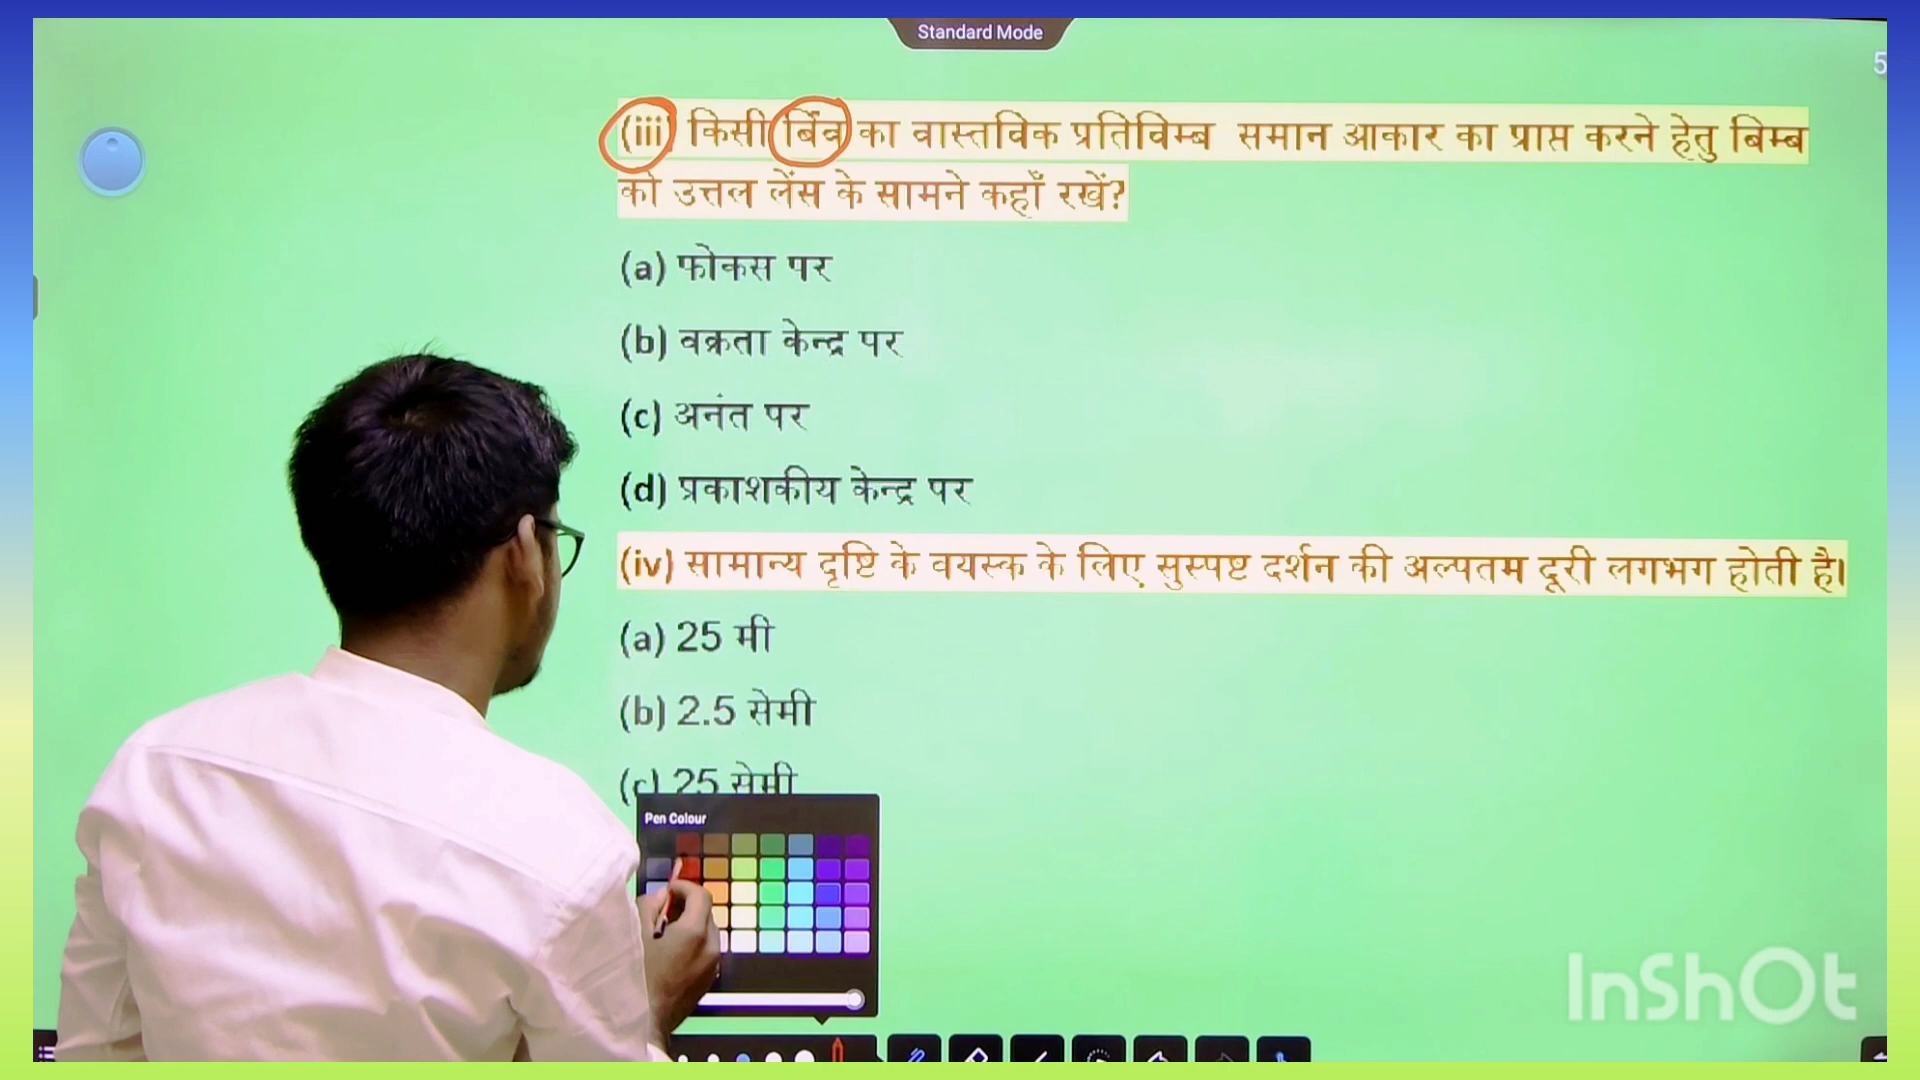 Standard Mode
5
(iii) किसी बिंब का वास्तविक प्रतिविम्ब समान आकार का प्राप्त करने हेतु बिम्ब
को उत्तल लेंस के सामने कहाँ रखें?
(a) फोकस पर
(b) वक्रता केन्द्र पर
(c) अनंत पर
(d) प्रकाशकीय केन्द्र पर
(iv) सामान्य दृष्टि के वयस्क के लिए सुस्पष्ट दर्शन की अल्पतम दूरी लगभग होती है।
(a) 25 मी
(b) 2.5 सेमी
(c) 25 सेमी
Pen Colour
InShOt